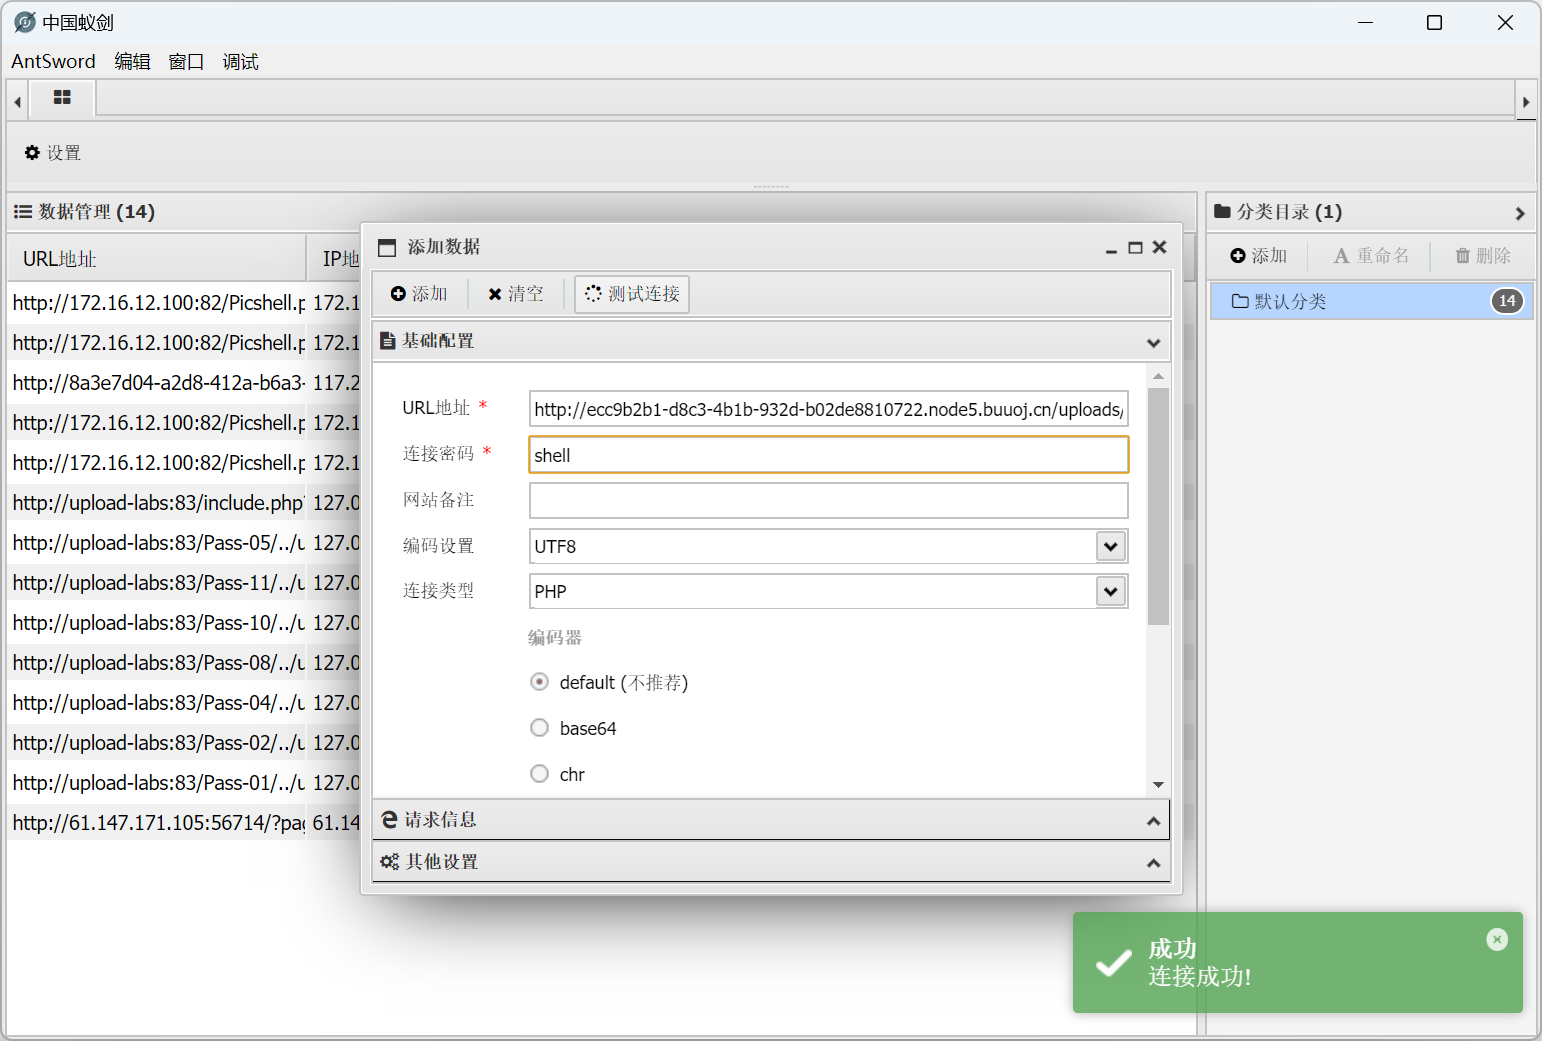 中国蚁剑
AntSword 编辑 窗口 调试
设置
数据管理 (14)
URL地址 IP地
http://172.16.12.100:82/Picshell.p 172.1
http://172.16.12.100:82/Picshell.p 172.1
http://8a3e7d04-a2d8-412a-b6a3- 117.2
http://172.16.12.100:82/Picshell.p 172.1
http://172.16.12.100:82/Picshell.p 172.1
http://upload-labs:83/include.php? 127.0
http://upload-labs:83/Pass-05/../u 127.0
http://upload-labs:83/Pass-11/../u 127.0
http://upload-labs:83/Pass-10/../u 127.0
http://upload-labs:83/Pass-08/../u 127.0
http://upload-labs:83/Pass-04/../u 127.0
http://upload-labs:83/Pass-02/../u 127.0
http://upload-labs:83/Pass-01/../u 127.0
http://61.147.171.105:56714/?pag 61.14
添加数据
添加 清空 测试连接
基础配置
URL地址 * http://ecc9b2b1-d8c3-4b1b-932d-b02de8810722.node5.buuoj.cn/uploads/
连接密码 * shell
网站备注
编码设置 UTF8
连接类型 PHP
编码器
default (不推荐)
base64
chr
请求信息
其他设置
分类目录 (1)
添加 重命名 删除
默认分类 14
成功
连接成功!